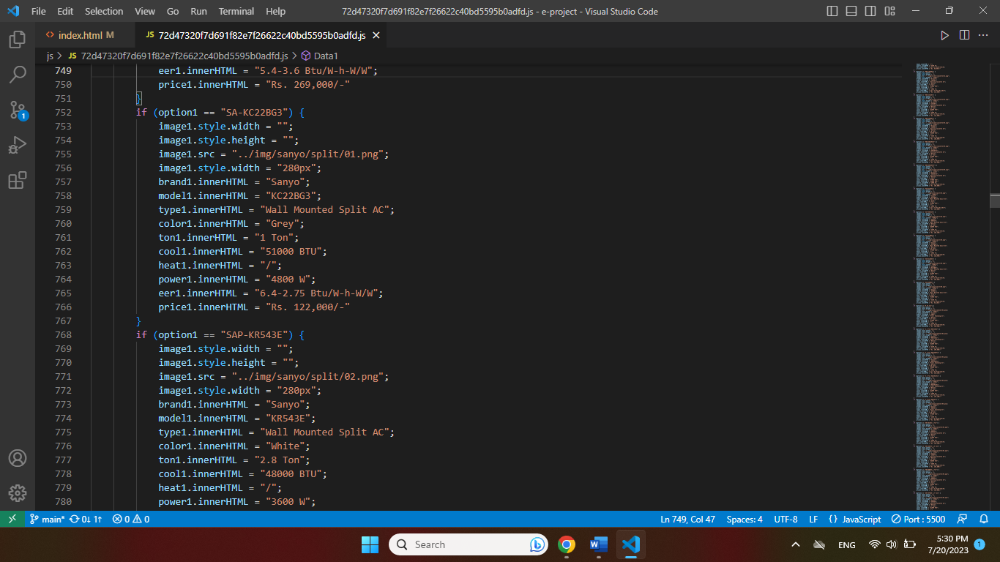 File Edit Selection View Go Run Terminal Help 72d47320f7d691f82e7f26622c40bd5595b0adfd.js - e-project - Visual Studio Code
index.html M JS 72d47320f7d691f82e7f26622c40bd5595b0adfd.js
js > JS 72d47320f7d691f82e7f26622c40bd5595b0adfd.js > Data1
749 eer1.innerHTML = "5.4-3.6 Btu/W-h-W/W";
750 price1.innerHTML = "Rs. 269,000/-"
751 }
752 if (option1 == "SA-KC22BG3") {
753 image1.style.width = "";
754 image1.style.height = "";
755 image1.src = "../img/sanyo/split/01.png";
756 image1.style.width = "280px";
757 brand1.innerHTML = "Sanyo";
758 model1.innerHTML = "KC22BG3";
759 type1.innerHTML = "Wall Mounted Split AC";
760 color1.innerHTML = "Grey";
761 ton1.innerHTML = "1 Ton";
762 cool1.innerHTML = "51000 BTU";
763 heat1.innerHTML = "/";
764 power1.innerHTML = "4800 W";
765 eer1.innerHTML = "6.4-2.75 Btu/W-h-W/W";
766 price1.innerHTML = "Rs. 122,000/-"
767 }
768 if (option1 == "SAP-KR543E") {
769 image1.style.width = "";
770 image1.style.height = "";
771 image1.src = "../img/sanyo/split/02.png";
772 image1.style.width = "280px";
773 brand1.innerHTML = "Sanyo";
774 model1.innerHTML = "KR543E";
775 type1.innerHTML = "Wall Mounted Split AC";
776 color1.innerHTML = "White";
777 ton1.innerHTML = "2.8 Ton";
778 cool1.innerHTML = "48000 BTU";
779 heat1.innerHTML = "/";
780 power1.innerHTML = "3600 W";
1
main* 0↓ 1↑ 0 0 Ln 749, Col 47 Spaces: 4 UTF-8 LF {} JavaScript Port : 5500
Search ENG 5:30 PM
7/20/2023 1